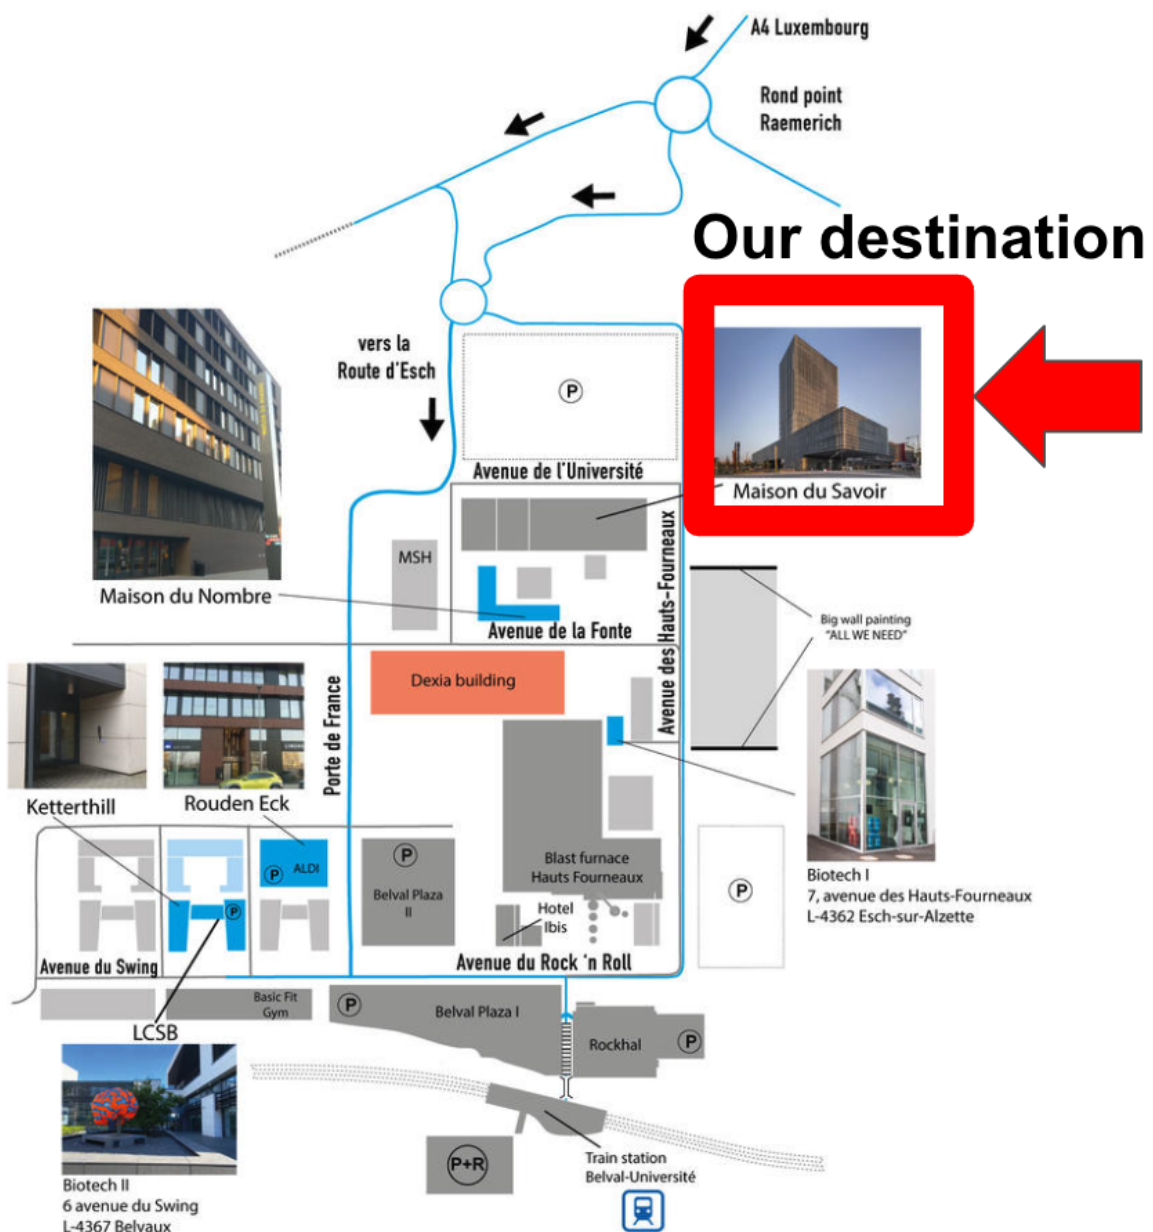 A4 Luxembourg
Rond point
Raemerich
Our destination
vers la
Route d'Esch
P
Avenue de l'Université
Maison du Savoir
MSH
Maison du Nombre
Avenue de la Fonte
Avenue des Hauts-Fourneaux
Big wall painting
"ALL WE NEED"
Dexia building
Porte de France
Ketterthill
Rouden Eck
P
ALDI
P
Belval Plaza
II
Blast furnace
Hauts Fourneaux
Hotel
Ibis
P
Biotech I
7, avenue des Hauts-Fourneaux
L-4362 Esch-sur-Alzette
P
Avenue du Swing
Avenue du Rock 'n Roll
Basic Fit
Gym
P
Belval Plaza I
Rockhal
P
LCSB
P+R
Train station
Belval-Université
Biotech II
6 avenue du Swing
L-4367 Belvaux